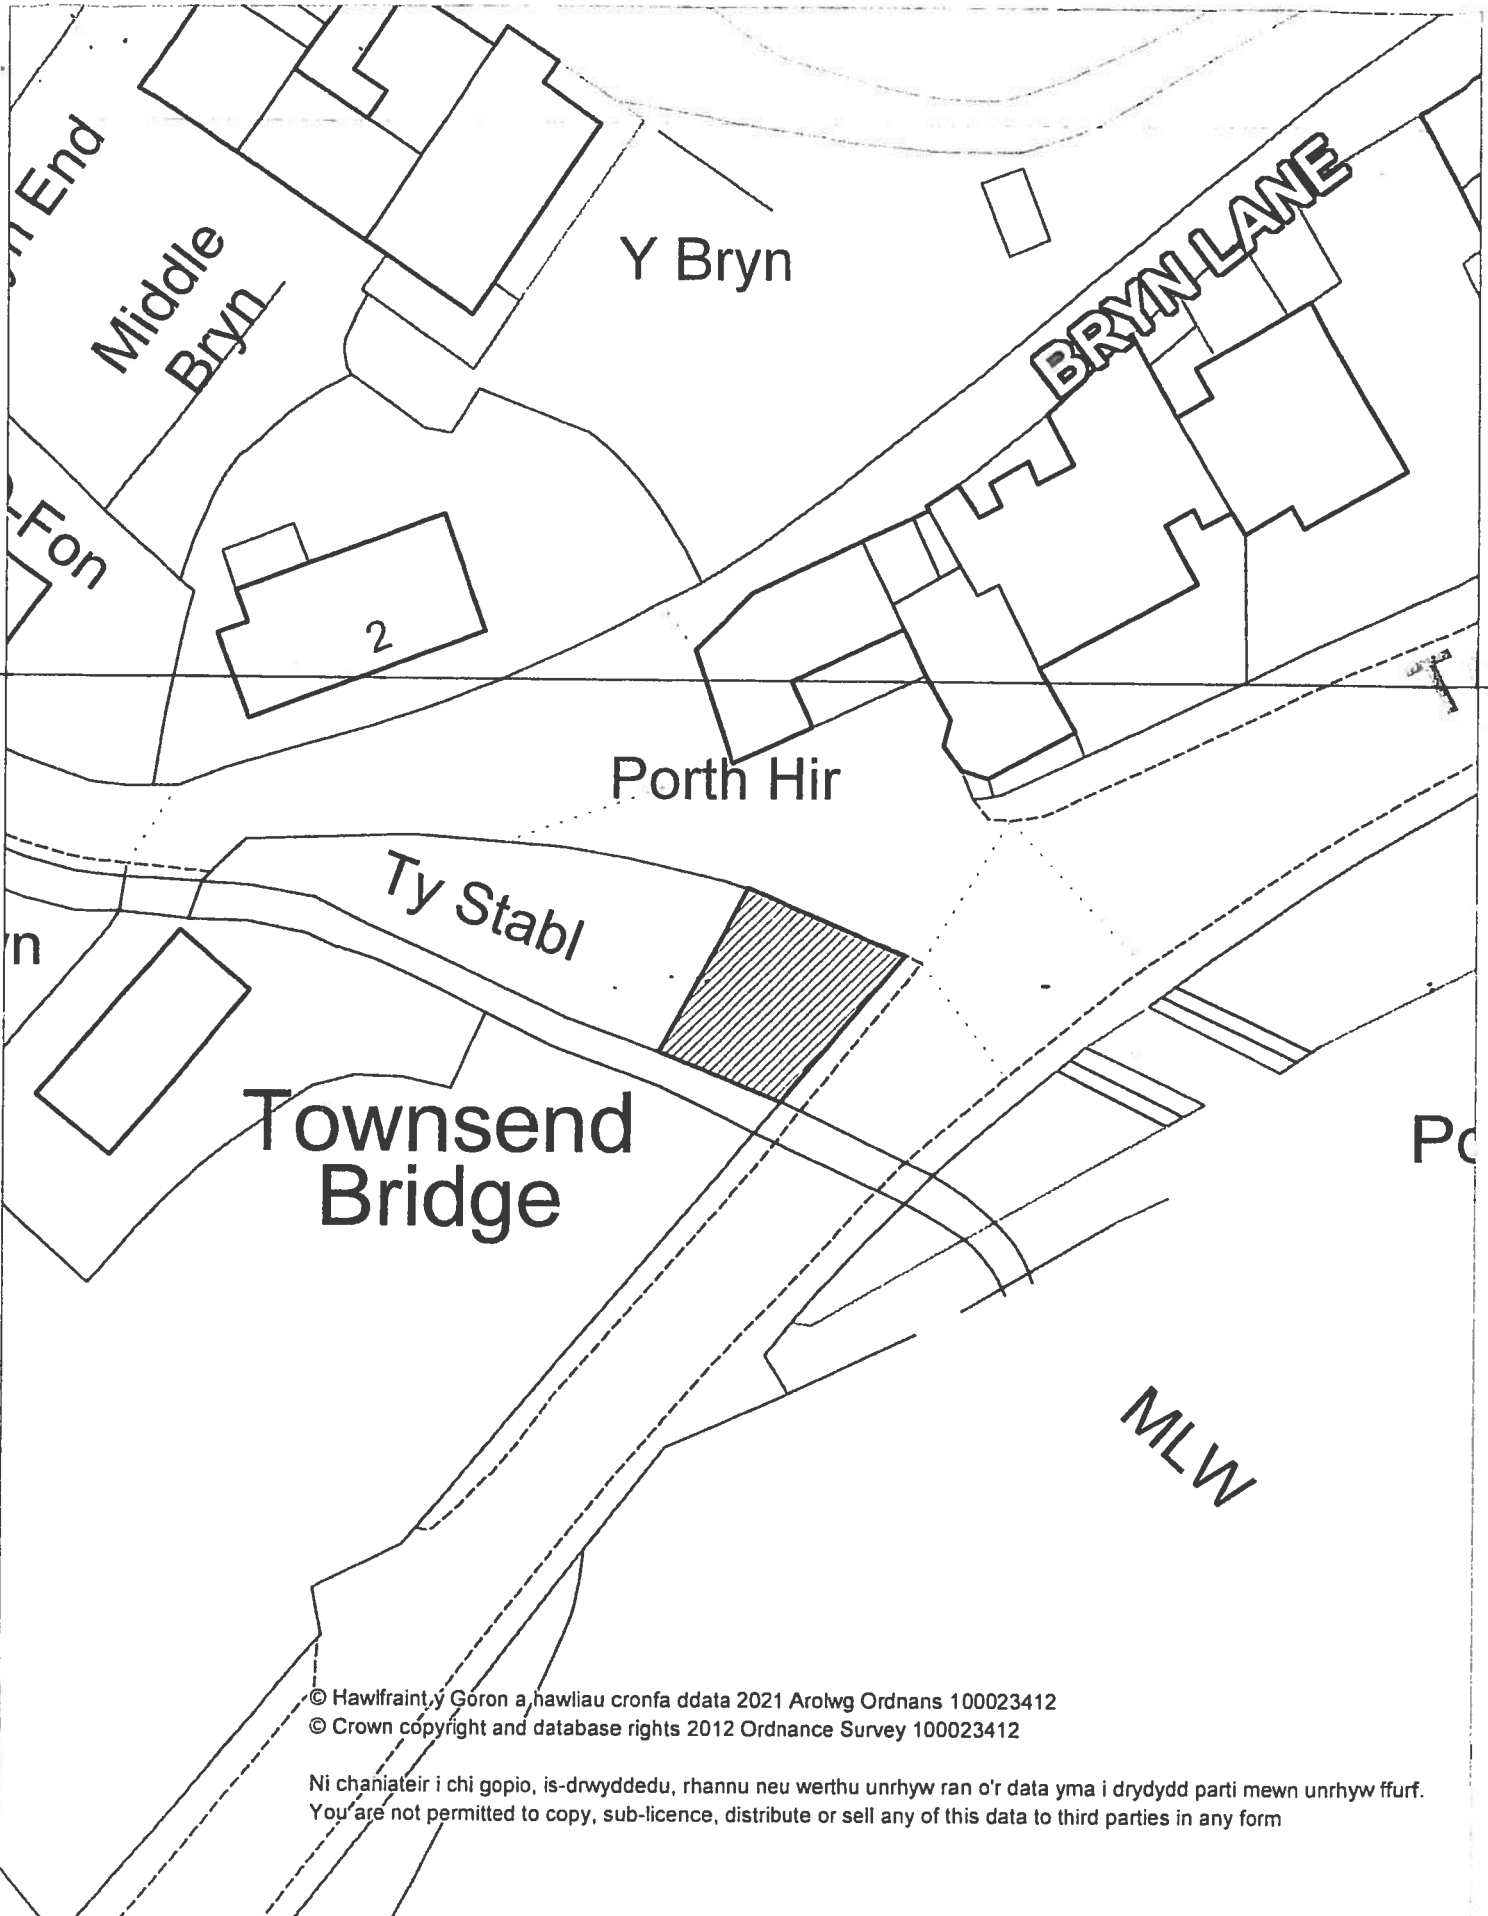 End
Middle
Bryn
Y Bryn
BRYN LANE
-Fon
2
T
Porth Hir
Ty Stabl
Townsend
Bridge
MLW
© Hawlfraint y Goron a hawliau cronfa ddata 2021 Arolwg Ordnans 100023412
© Crown copyright and database rights 2012 Ordnance Survey 100023412
Ni chaniateir i chi gopio, is-drwyddedu, rhannu neu werthu unrhyw ran o'r data yma i drydydd parti mewn unrhyw ffurf.
You are not permitted to copy, sub-licence, distribute or sell any of this data to third parties in any form